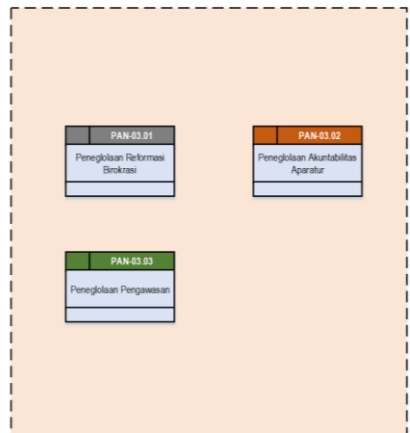 PAN-03.01
Peneglolaan Reformasi
Birokrasi
PAN-03.02
Peneglolaan Akuntabilitas
Aparatur
PAN-03.03
Peneglolaan Pengawasan